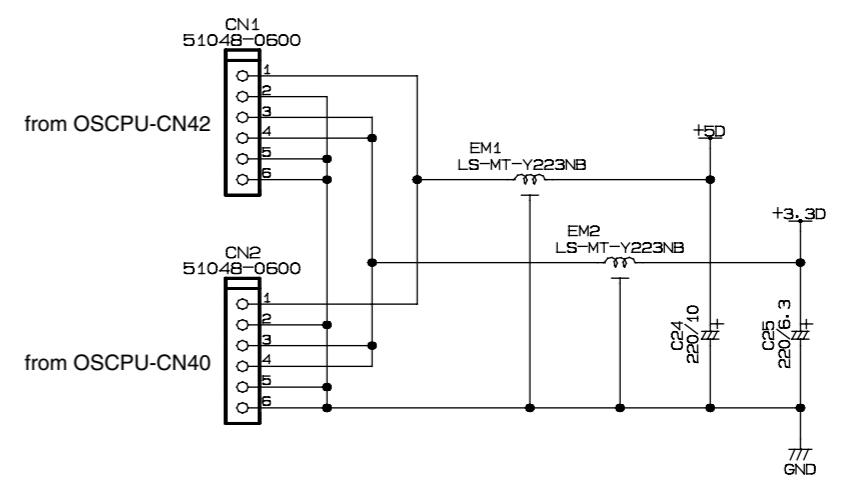 CN1
51048-0600
1
2
3
4
5
6
from OSCPU-CN42
+5D
EM1
LS-MT-Y223NB
+3.3D
EM2
LS-MT-Y223NB
CN2
51048-0600
1
2
3
4
5
6
from OSCPU-CN40
C24
220/10
+
C25
220/6.3
+
GND